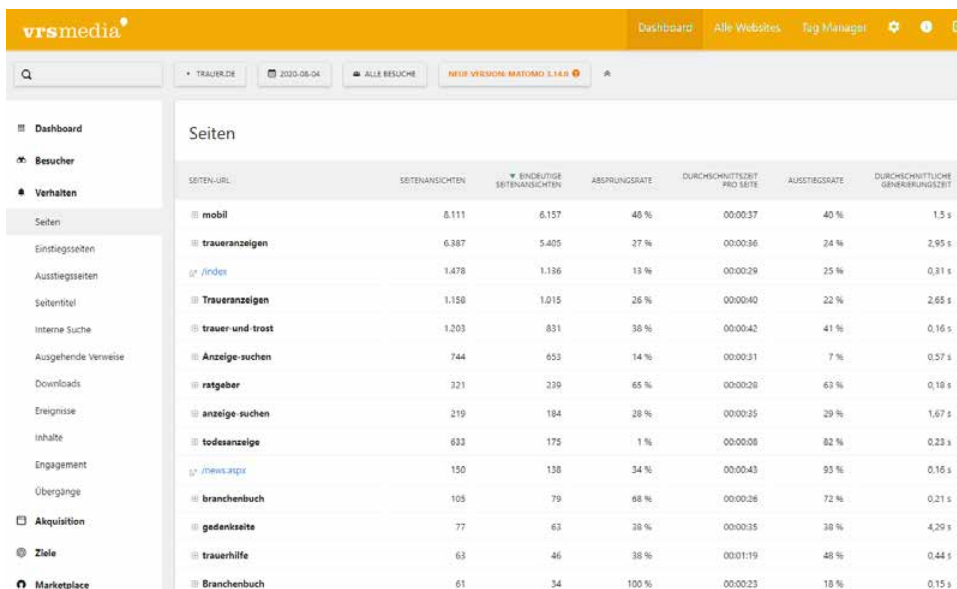 vrsmedia
Dashboard Alle Websites Tag Manager
TRAUER.DE 2020-08-04 ALLE BESUCHE NEUE VERSION: MATOMO 3.14.0
Dashboard
Besucher
Verhalten
Seiten
Einstiegsseiten
Ausstiegsseiten
Seitentitel
Interne Suche
Ausgehende Verweise
Downloads
Ereignisse
Inhalte
Engagement
Übergänge
Akquisition
Ziele
Marketplace
Seiten
SEITEN-URL SEITENANSICHTEN EINDEUTIGE SEITENANSICHTEN ABSPRUNGSRATE DURCHSCHNITTSZEIT PRO SEITE AUSSTIEGSRATE DURCHSCHNITTLICHE GENERIERUNGSZEIT
mobil 8.111 6.157 48 % 00:00:37 40 % 1,5 s
traueranzeigen 6.387 5.405 27 % 00:00:36 24 % 2,95 s
/index 1.478 1.136 13 % 00:00:29 25 % 0,31 s
Traueranzeigen 1.158 1.015 26 % 00:00:40 22 % 2,65 s
trauer-und-trost 1.203 831 38 % 00:00:42 41 % 0,16 s
Anzeige-suchen 744 653 14 % 00:00:31 7 % 0,57 s
ratgeber 321 239 65 % 00:00:28 63 % 0,18 s
anzeige-suchen 219 184 28 % 00:00:35 29 % 1,67 s
todesanzeige 633 175 1 % 00:00:08 82 % 0,23 s
/news.aspx 150 138 34 % 00:00:43 93 % 0,16 s
branchenbuch 105 79 68 % 00:00:26 72 % 0,21 s
gedenkseite 77 63 38 % 00:00:35 38 % 4,29 s
trauerhilfe 63 46 38 % 00:01:19 48 % 0,44 s
Branchenbuch 61 34 100 % 00:00:23 18 % 0,15 s